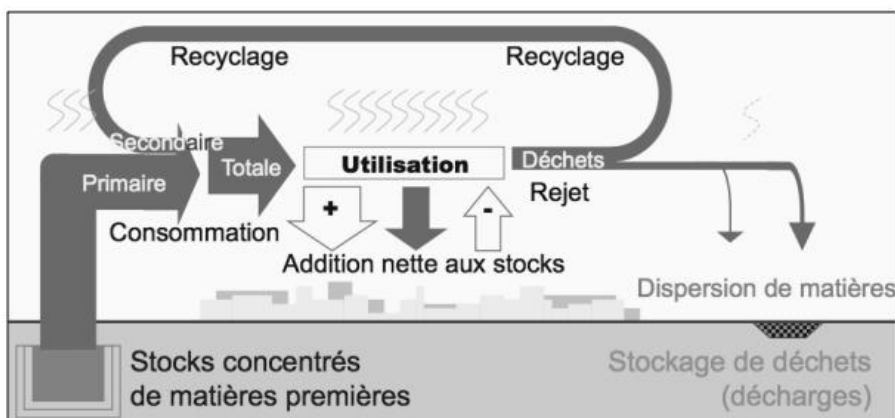 Recyclage
Recyclage
Secondaire
Primaire
Totale
Utilisation
Déchets
Rejet
Consommation
+
-
Addition nette aux stocks
Dispersion de matières
Stocks concentrés
de matières premières
Stockage de déchets
(décharges)